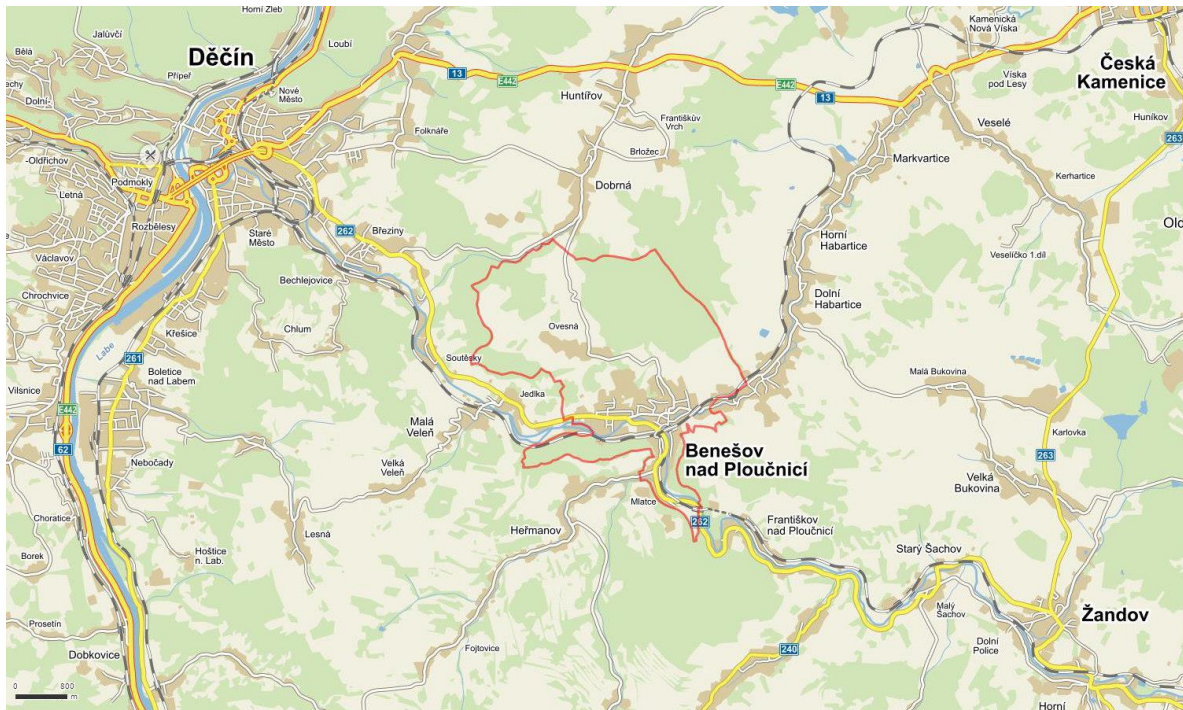 Horní Žleb
Jalůvčí
Loubí
Kamenická
Nová Víska
Bělá
Děčín
Česká
Kamenice
Přípeř
13
E442
Víska
pod Lesy
Dolní-
Nové
Město
Huntířov
E442
13
Huníkov
Folknáře
Františkův
Vrch
Veselé
263
-Oldřichov
Brložec
Markvartice
Podmokly
Dobrná
Kerhartice
Letná
Rozbělesy
262
Březiny
Staré
Město
Horní
Habartice
Old
Václavov
Veselíčko 1.díl
Bechlejovice
Chrochvice
Dolní
Habartice
Křešice
Chlum
Ovesná
Labe
261
Soutěsky
Boletice
nad Labem
Malá Bukovina
Vilsnice
Jedlka
E442
Malá
Veleň
Karlovka
62
Benešov
nad Ploučnicí
263
Nebočady
Velká
Veleň
Velká
Bukovina
Mlatce
Choratice
262
Františkov
nad Ploučnicí
Heřmanov
Lesná
Borek
Hoštice
n. Lab.
Starý Šachov
Malý
Šachov
Žandov
Prosetín
Dolní
Police
Fojtovice
240
Dobkovice
0 800
m
Horní